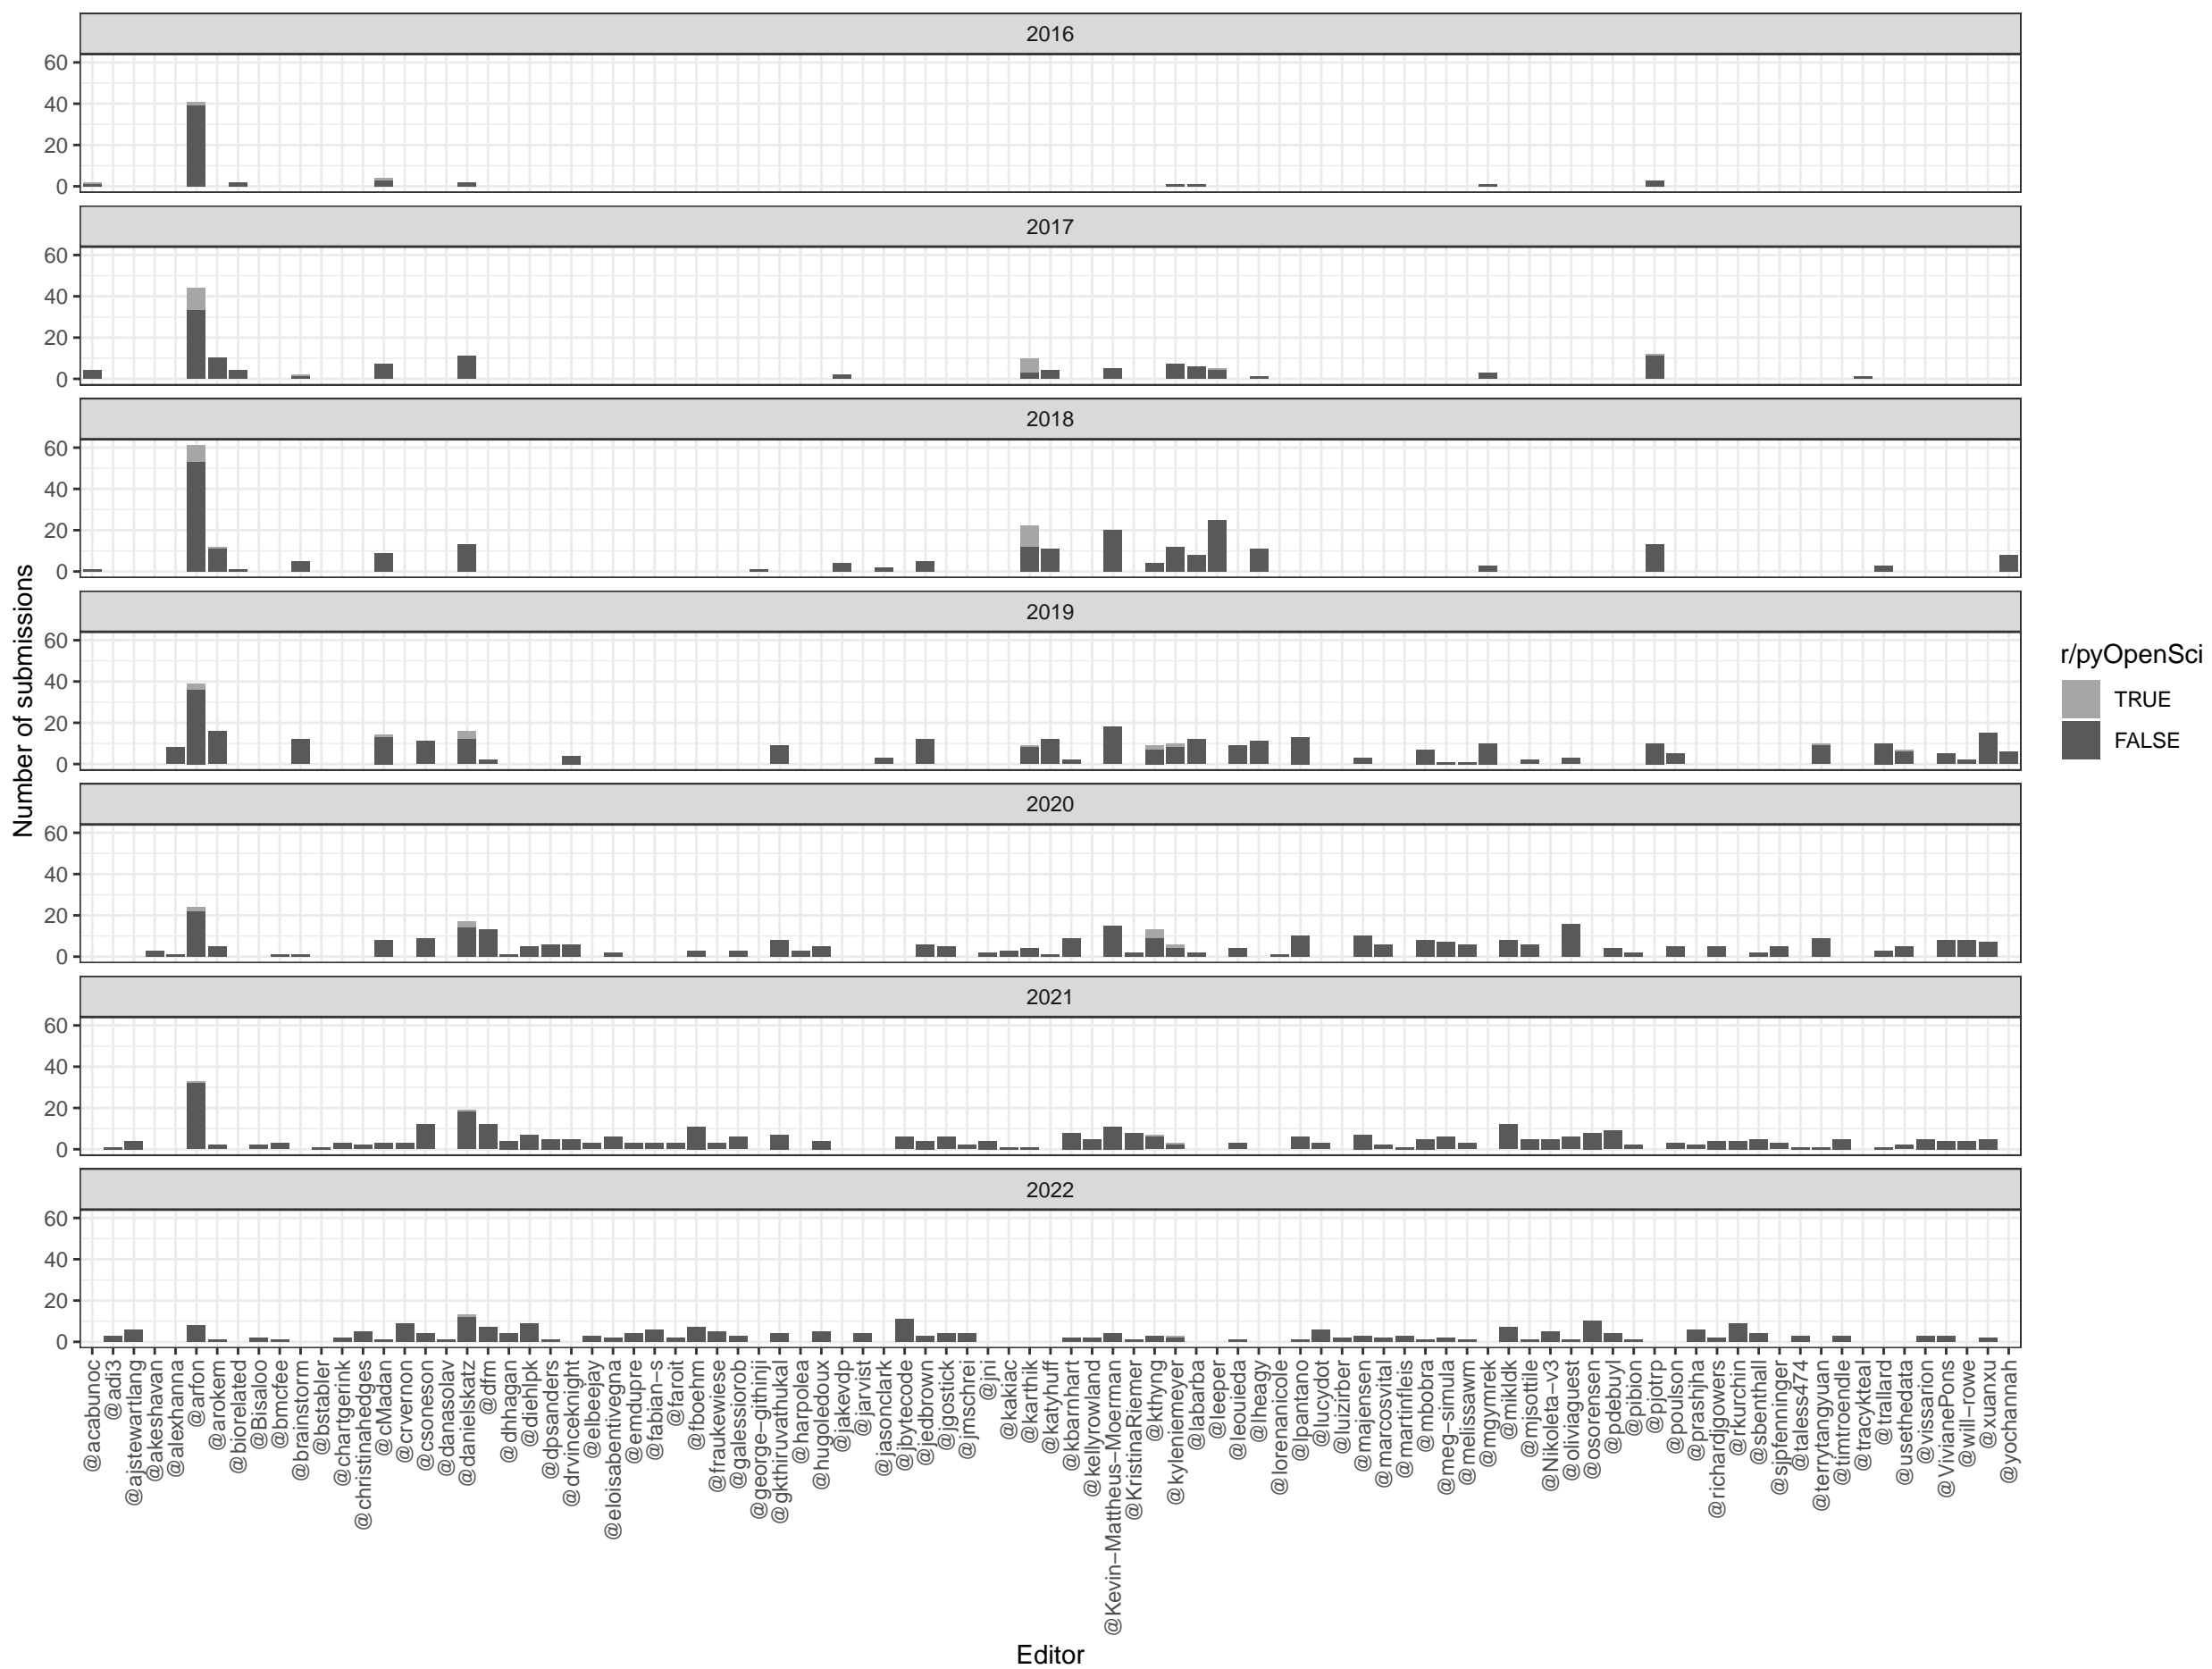 2016
60
40
20
0
2017
60
40
20
0
2018
60
40
20
0
2019
60
40
20
0
2020
60
40
20
0
2021
60
40
20
0
2022
60
40
20
0
Number of submissions
@acabunoc
@adi3
@ajstewartlang
@akeshavan
@alexhanna
@arfon
@arokem
@biorelated
@Bisaloo
@bmcfee
@brainstorm
@bstabler
@chartgerink
@christinahedges
@cMadan
@crvernon
@csoneson
@danasolav
@danielskatz
@dfm
@dhhagan
@diehlpk
@dpsanders
@drvinceknight
@elbeejay
@eloisabentivegna
@emdupre
@fabian-s
@faroit
@fboehm
@fraukewiese
@galessiorob
@george-githinji
@gkthiruvathukal
@harpolea
@hugoledoux
@jakevdp
@jarvist
@jasonclark
@jbytecode
@jedbrown
@jgostick
@jmschrei
@jni
@kakiac
@karthik
@katyhuff
@kbarnhart
@kellyrowland
@Kevin-Mattheus-Moerman
@KristinaRiemer
@kthyng
@kyleniemeyer
@labarba
@leeper
@leouieda
@lheagy
@lorenanicole
@lpantano
@lucydot
@luizirber
@majensen
@marcosvital
@martinfleis
@mbobra
@meg-simula
@melissawm
@mgymrek
@mikldk
@mjsottile
@Nikoleta-v3
@oliviaguest
@osorensen
@pdebuyl
@pibion
@pjotrp
@poulson
@prashjha
@richardjgowers
@rkurchin
@sbenthall
@sjpfenninger
@taless474
@terrytangyuan
@timtroendle
@trackyteal
@trallard
@usethedata
@vissarion
@VivianePons
@will-rowe
@xuanxu
@yochannah
Editor
r/pyOpenSci
TRUE
FALSE